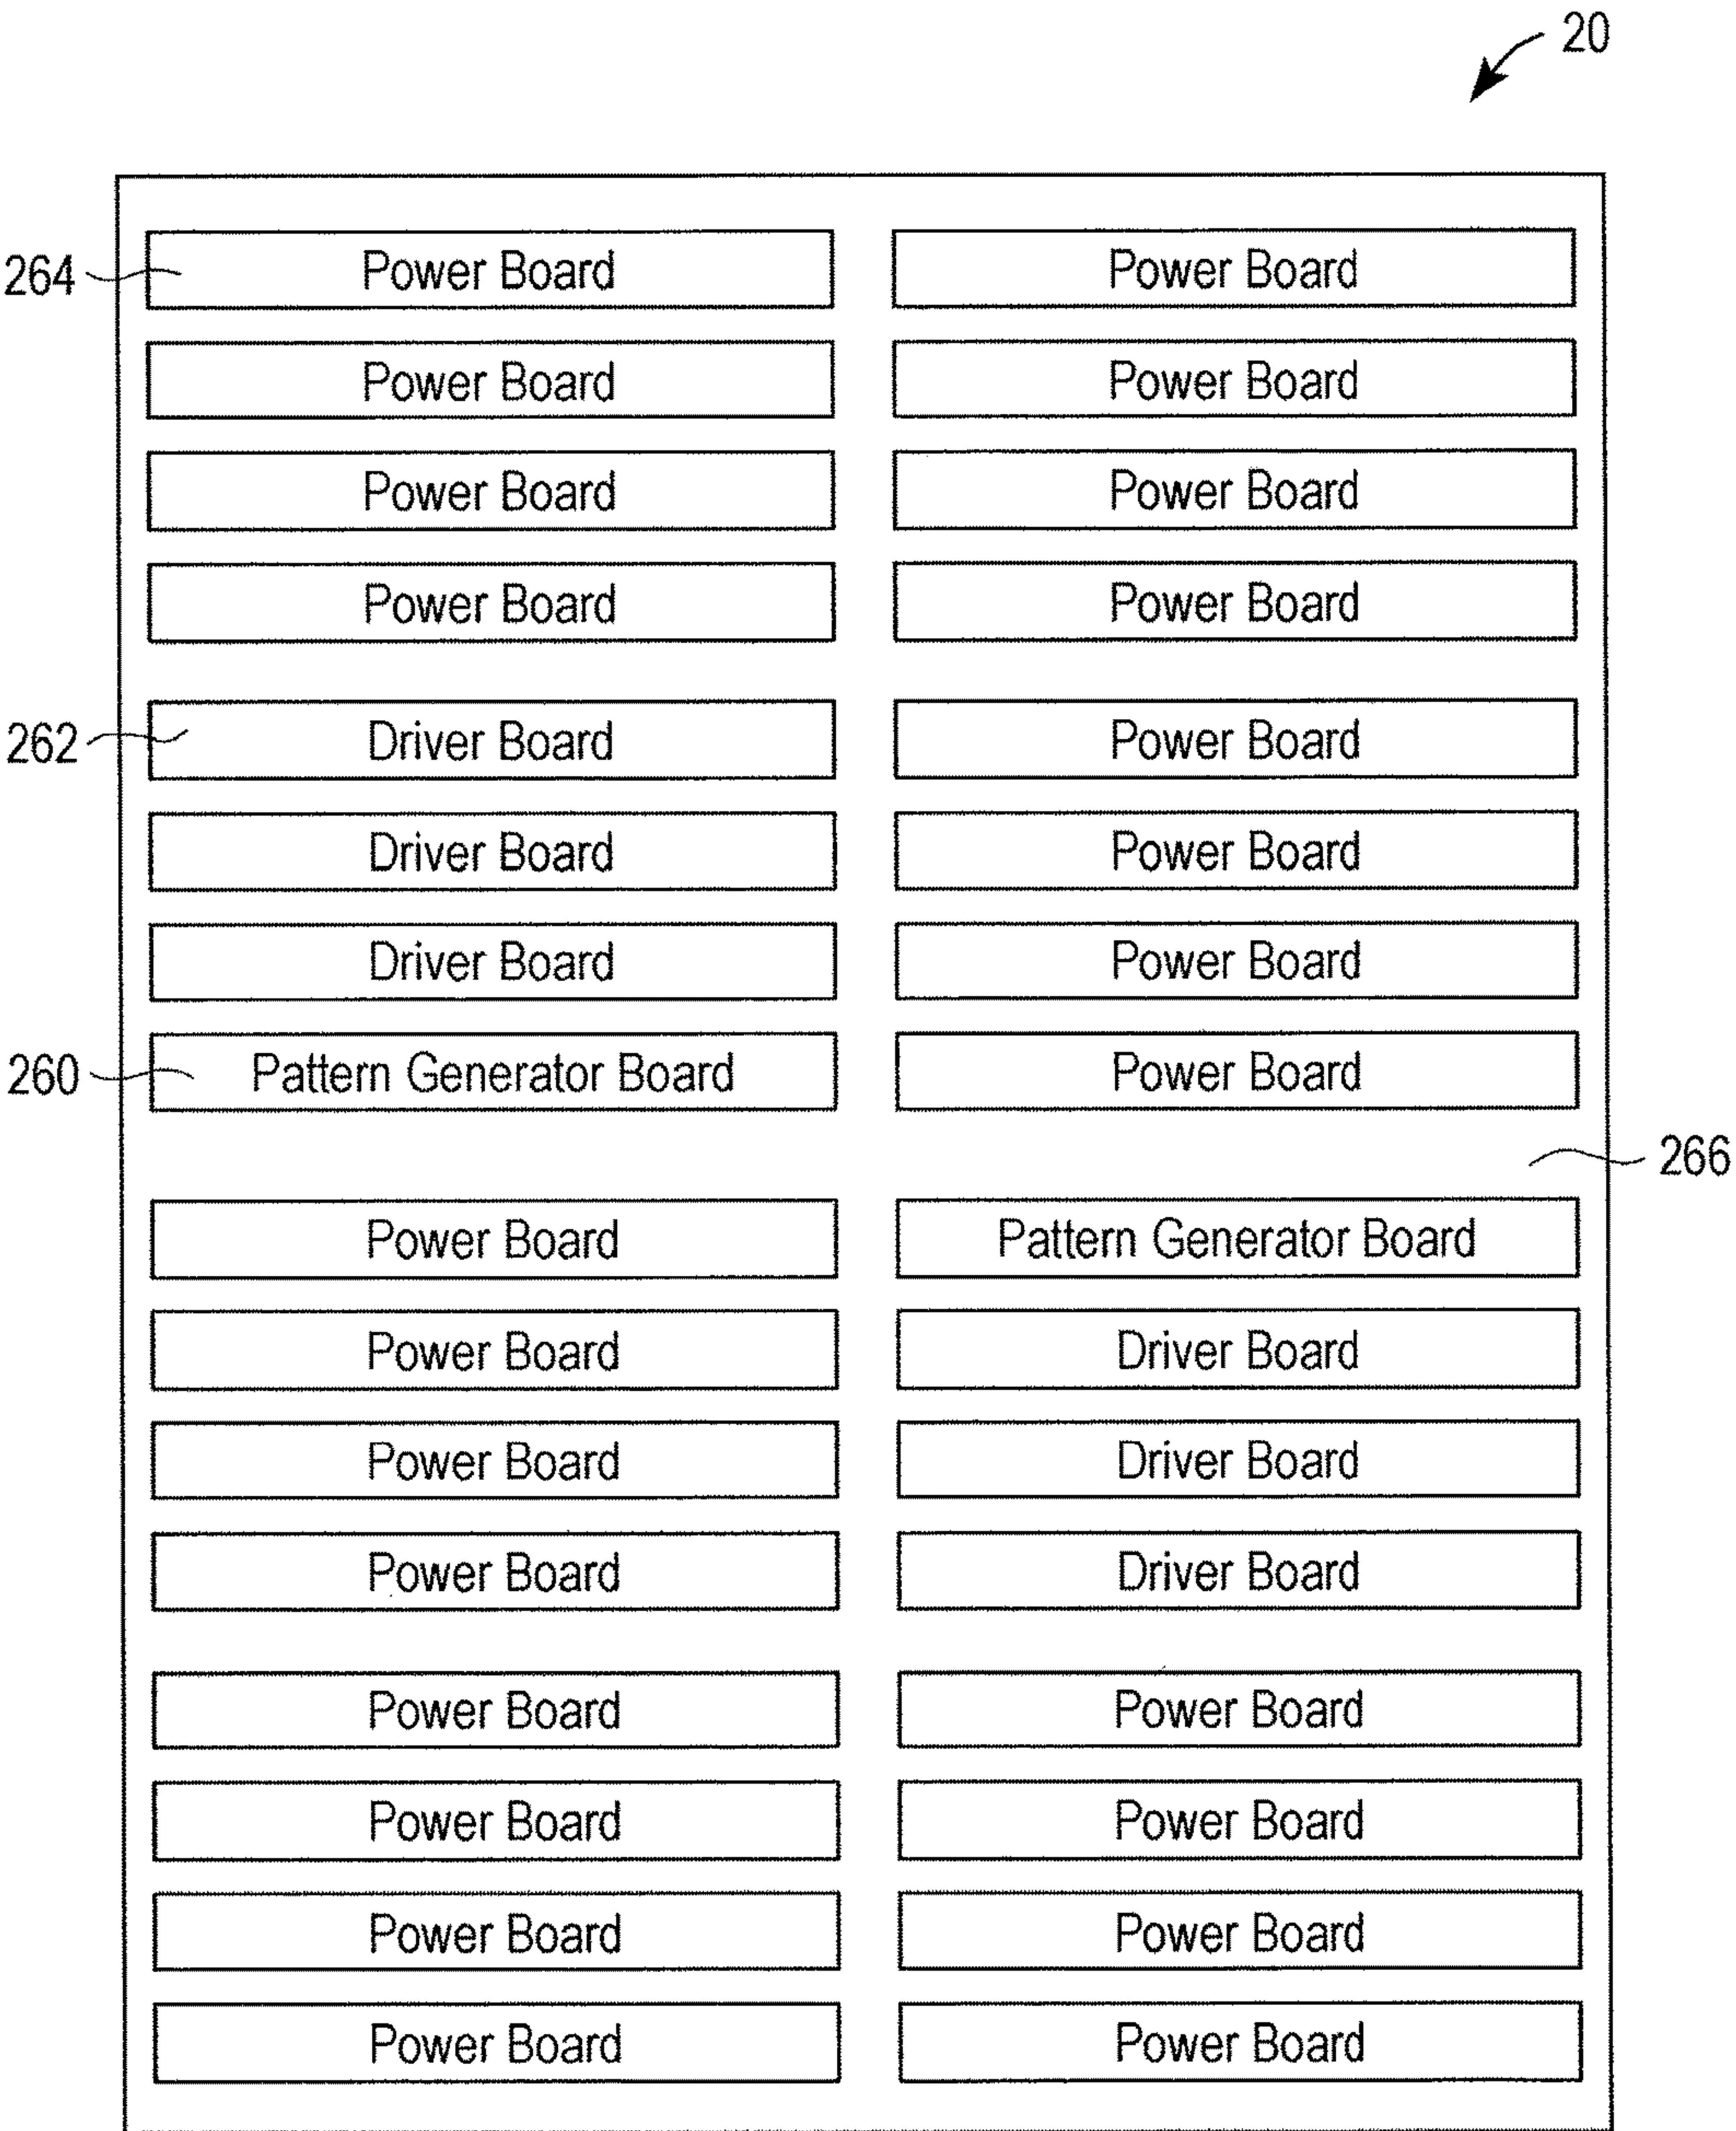 20
264 Power Board Power Board
Power Board Power Board
Power Board Power Board
Power Board Power Board
262 Driver Board Power Board
Driver Board Power Board
Driver Board Power Board
260 Pattern Generator Board Power Board
266
Power Board Pattern Generator Board
Power Board Driver Board
Power Board Driver Board
Power Board Driver Board
Power Board Power Board
Power Board Power Board
Power Board Power Board
Power Board Power Board